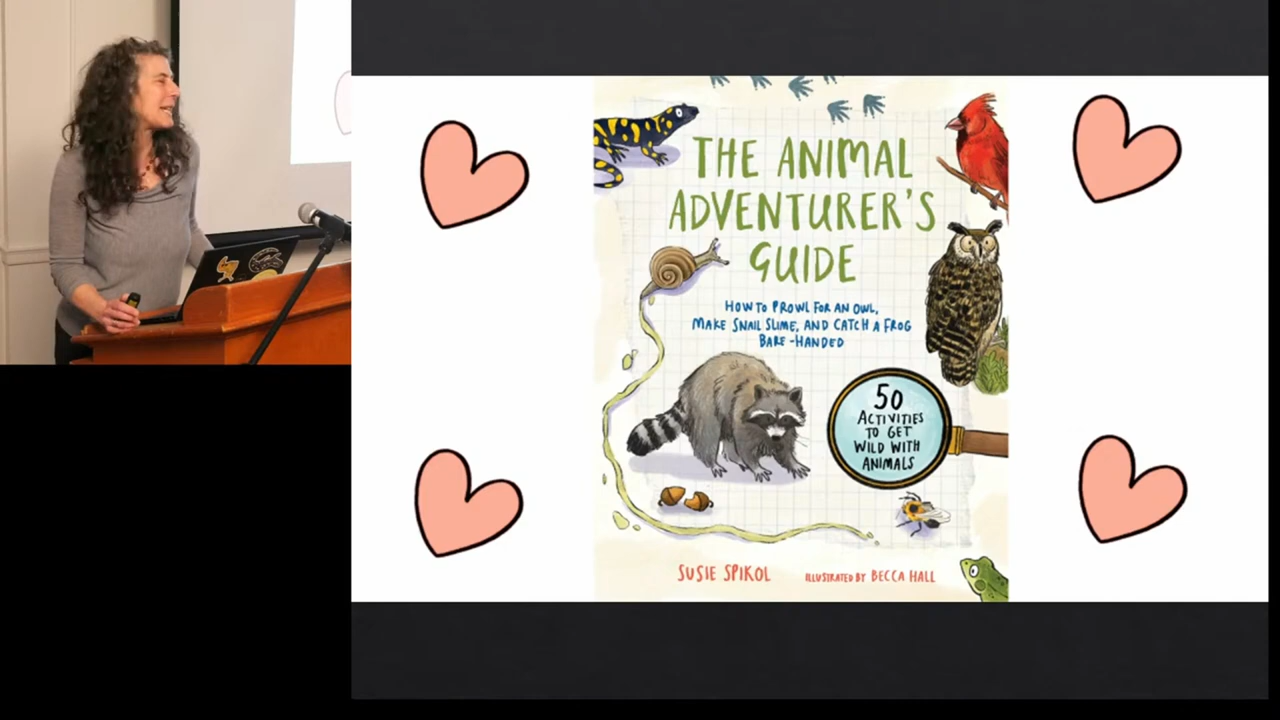 THE ANIMAL
ADVENTURER'S
GUIDE
HOW TO PROWL FOR AN OWL,
MAKE SNAIL SLIME, AND CATCH A FROG
BARE-HANDED
50
ACTIVITIES
TO GET
WILD WITH
ANIMALS
SUSIE SPIKOL
ILLUSTRATED BY BECCA HALL